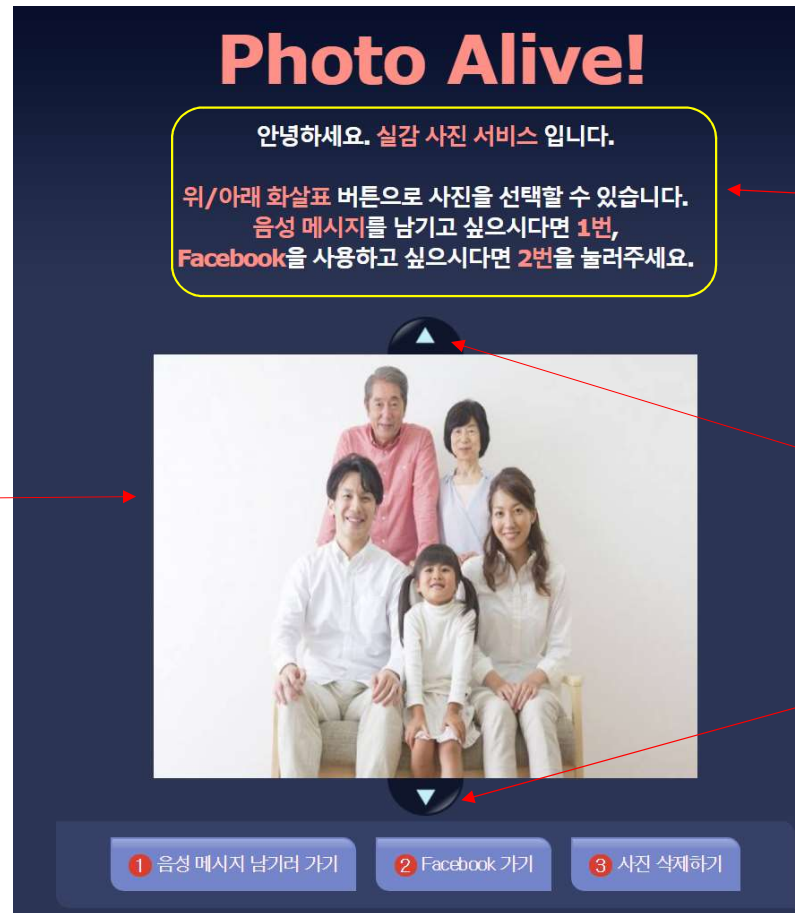 Photo Alive!
안녕하세요. 실감 사진 서비스 입니다.
위/아래 화살표 버튼으로 사진을 선택할 수 있습니다.
음성 메시지를 남기고 싶으시다면 1번,
Facebook을 사용하고 싶으시다면 2번을 눌러주세요.
1 음성 메시지 남기러 가기
2 Facebook 가기
3 사진 삭제하기